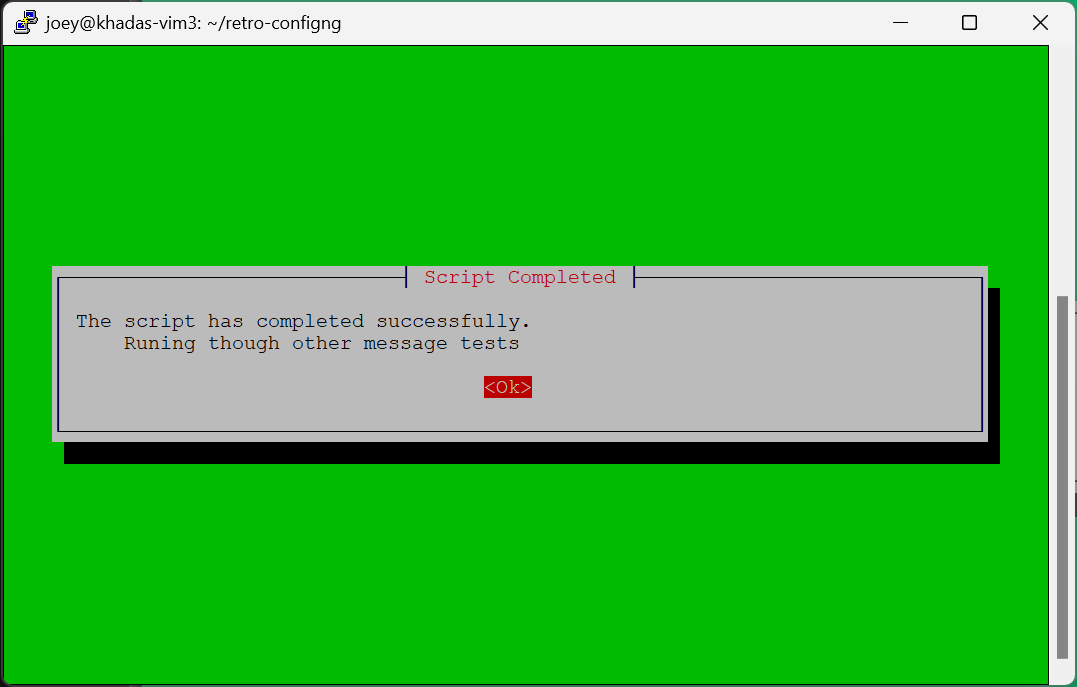 joey@khadas-vim3: ~/retro-configng
Script Completed
The script has completed successfully.
Runing though other message tests
<Ok>